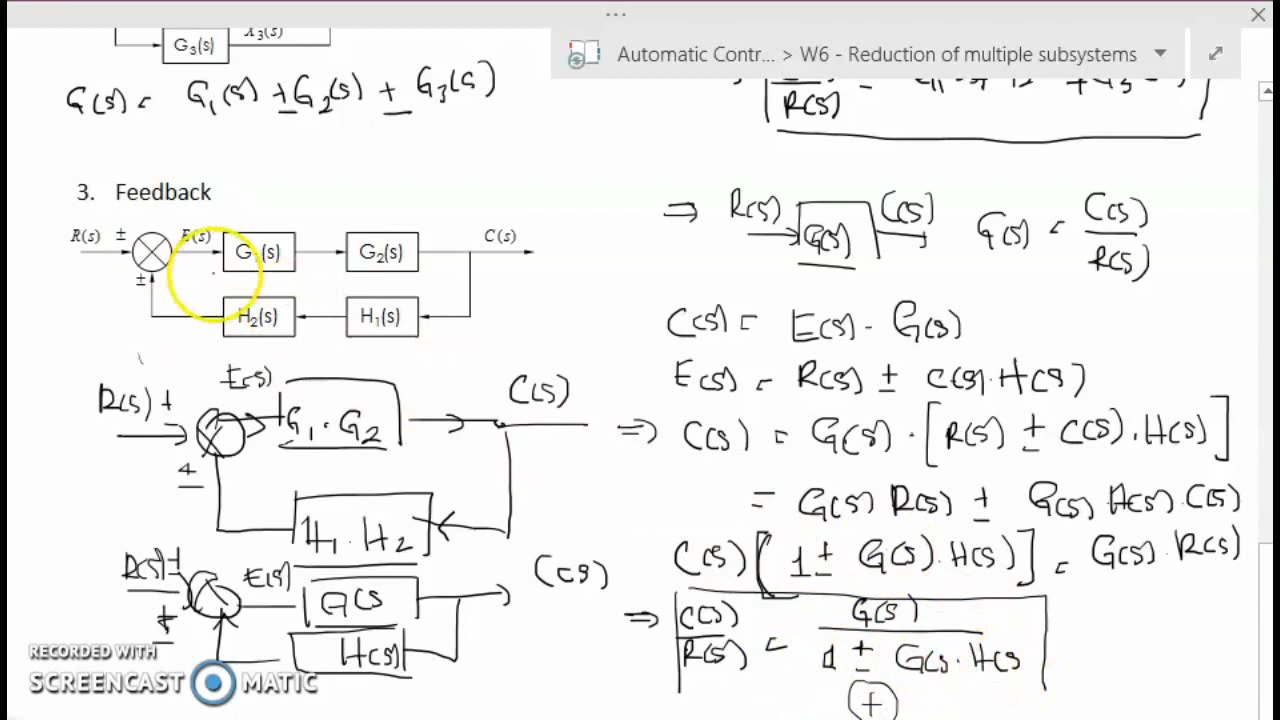 ...
Automatic Contr... > W6 - Reduction of multiple subsystems
G₃(s) X₃(s)
G(s) = G₁(s) ± G₂(s) ± G₃(s)
R(s)
3. Feedback
R(s) ± E(s) G₁(s) G₂(s) C(s)
± H₂(s) H₁(s)
R(s) + E(s) G₁·G₂ C(s)
±
H₁·H₂
R(s) ± E(s) G(s C(s)
± H(s)
⇒ R(s) G(s) C(s) G(s) = C(s) / R(s)
C(s) = E(s) · G(s)
E(s) = R(s) ± C(s)·H(s)
⇒ C(s) = G(s) · [R(s) ± C(s)·H(s)]
= G(s) R(s) ± G(s) H(s) C(s)
C(s) [1 ± G(s)·H(s)] = G(s) R(s)
⇒ C(s) / R(s) = G(s) / 1 ± G(s·H(s
+
RECORDED WITH
SCREENCAST MATIC